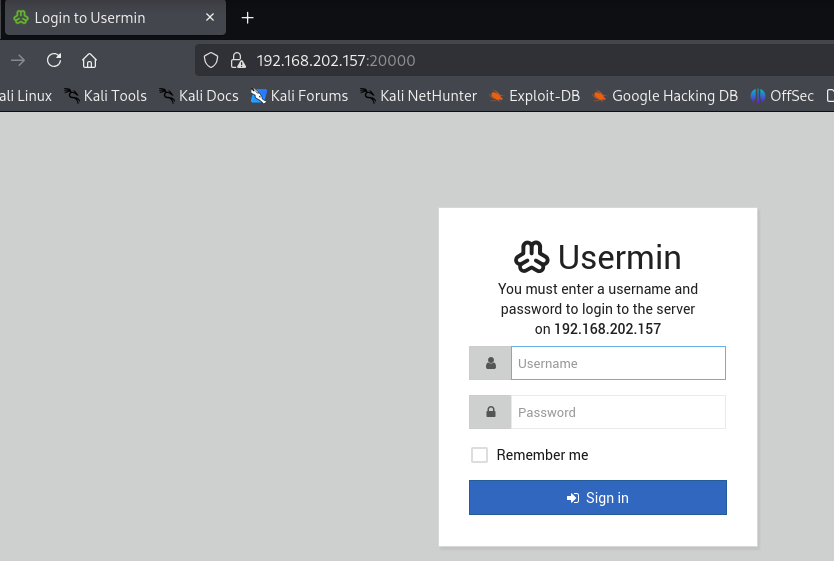 Login to Usermin
192.168.202.157:20000
ali Linux Kali Tools Kali Docs Kali Forums Kali NetHunter Exploit-DB Google Hacking DB OffSec
Usermin
You must enter a username and
password to login to the server
on 192.168.202.157
Username
Password
Remember me
Sign in